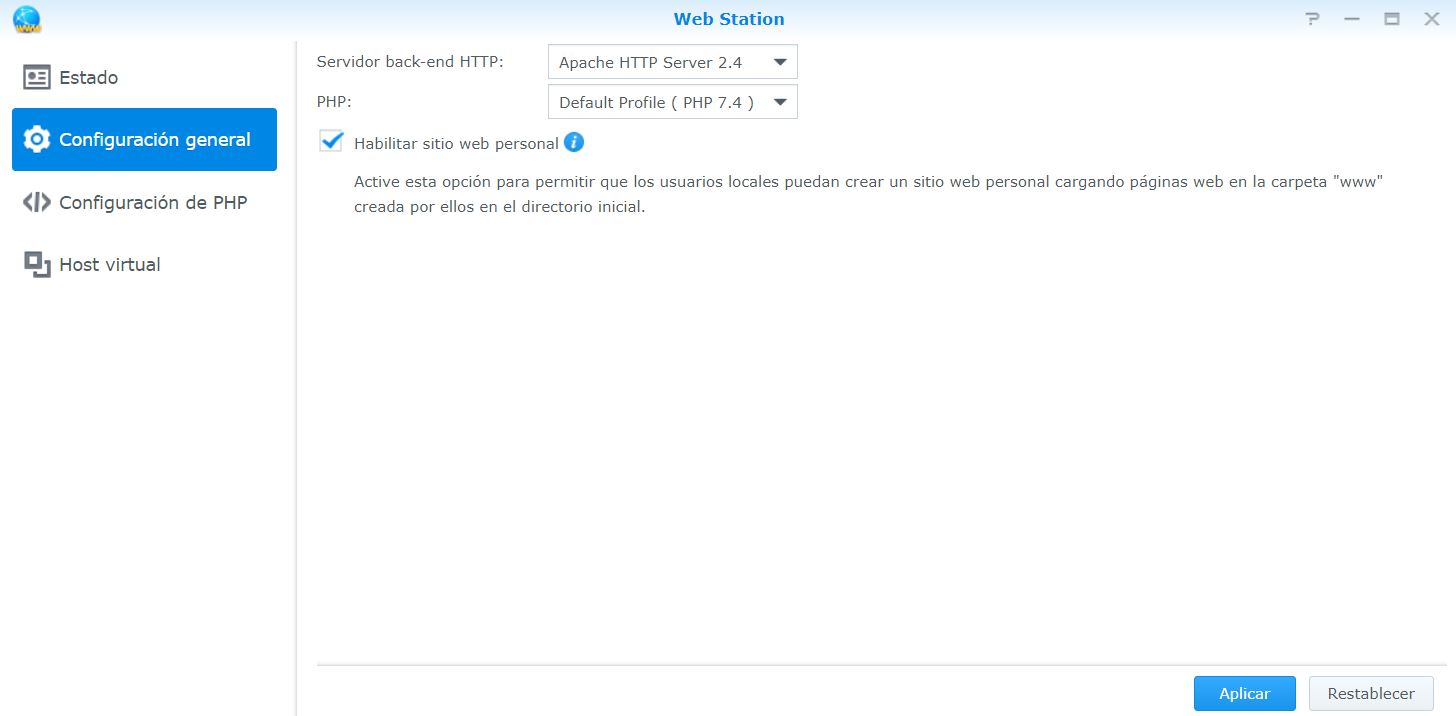 Web Station
Estado
Configuración general
Configuración de PHP
Host virtual
Servidor back-end HTTP:
Apache HTTP Server 2.4
PHP:
Default Profile ( PHP 7.4 )
Habilitar sitio web personal
Active esta opción para permitir que los usuarios locales puedan crear un sitio web personal cargando páginas web en la carpeta "www"
creada por ellos en el directorio inicial.
Aplicar
Restablecer